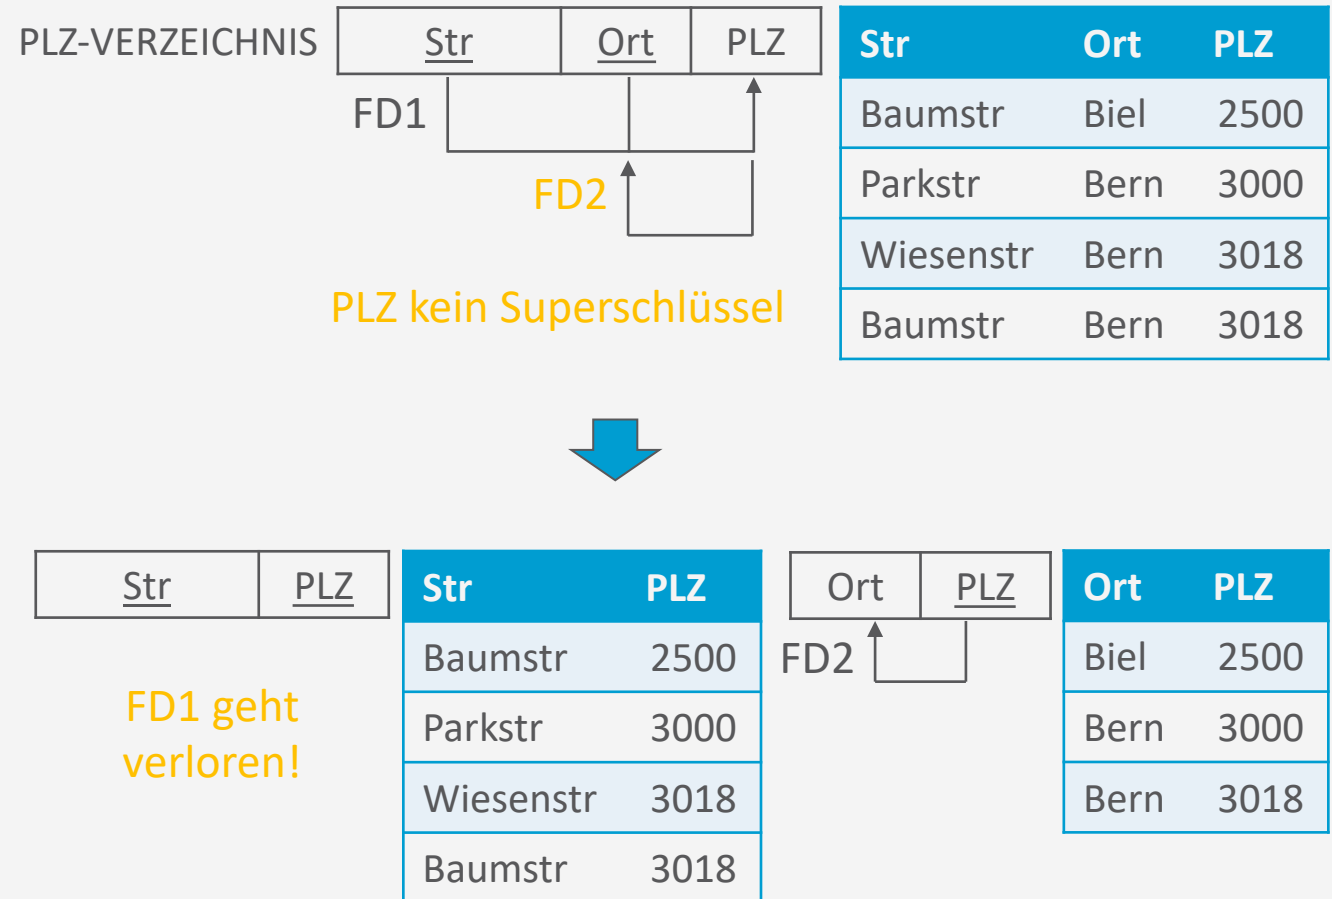 PLZ-VERZEICHNIS Str Ort PLZ
FD1
FD2
PLZ kein Superschlüssel
Str Ort PLZ
Baumstr Biel 2500
Parkstr Bern 3000
Wiesenstr Bern 3018
Baumstr Bern 3018
Str PLZ
FD1 geht
verloren!
Str PLZ
Baumstr 2500
Parkstr 3000
Wiesenstr 3018
Baumstr 3018
Ort PLZ
FD2
Ort PLZ
Biel 2500
Bern 3000
Bern 3018